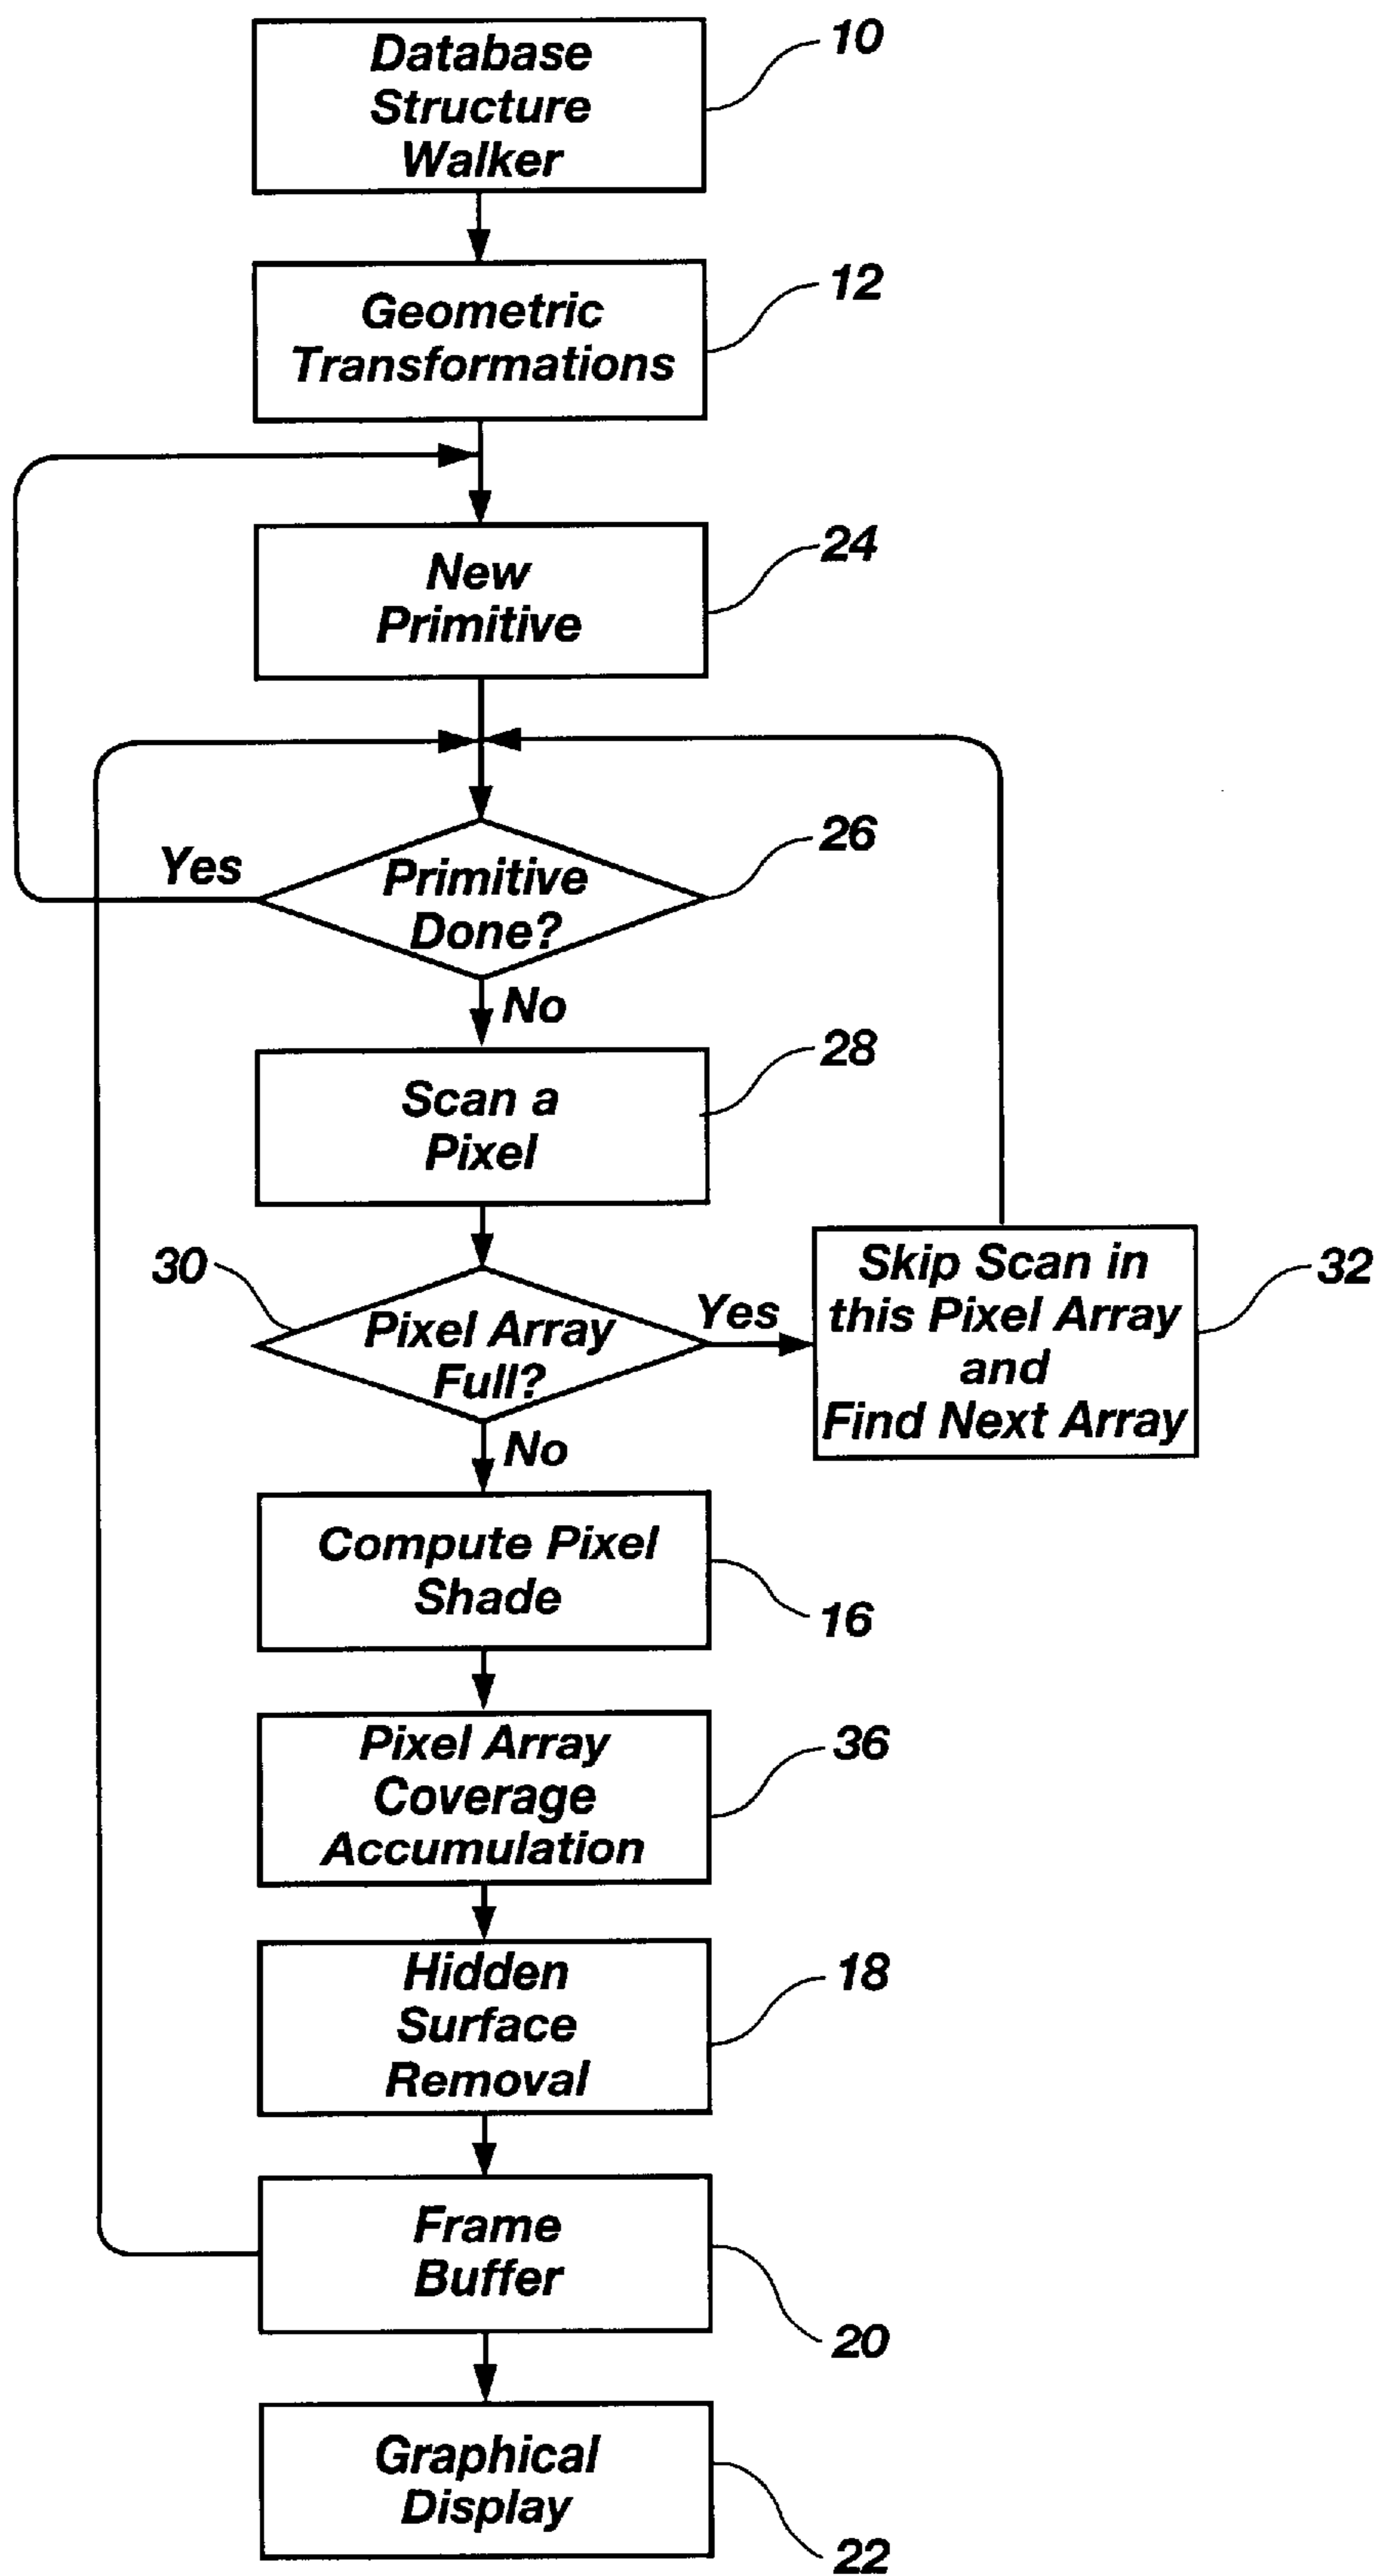 Database
Structure
Walker
10
Geometric
Transformations
12
New
Primitive
24
Primitive
Done?
26
Yes
No
Scan a
Pixel
28
30
Pixel Array
Full?
Yes
Skip Scan in
this Pixel Array
and
Find Next Array
32
No
Compute Pixel
Shade
16
Pixel Array
Coverage
Accumulation
36
Hidden
Surface
Removal
18
Frame
Buffer
20
Graphical
Display
22